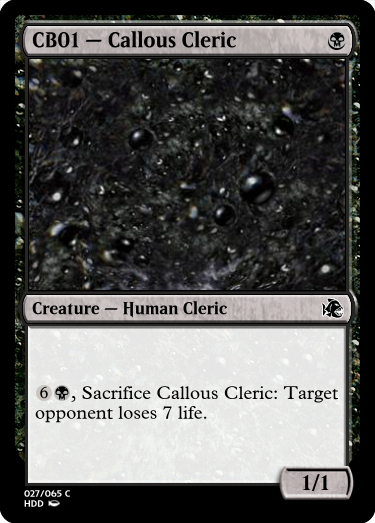 CB01 — Callous Cleric
Creature — Human Cleric
6, Sacrifice Callous Cleric: Target
opponent loses 7 life.
1/1
027/065 C
HDD